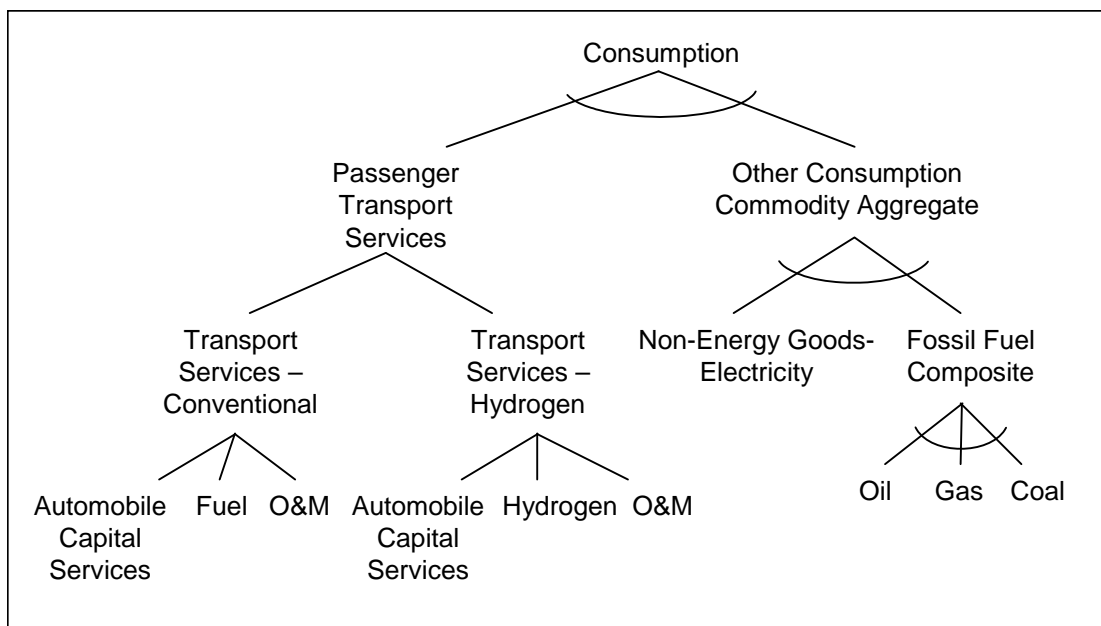 Consumption
Passenger
Transport
Services
Other Consumption
Commodity Aggregate
Transport
Services –
Conventional
Transport
Services –
Hydrogen
Non-Energy Goods-
Electricity
Fossil Fuel
Composite
Automobile
Capital
Services
Fuel
O&M
Automobile
Capital
Services
Hydrogen
O&M
Oil
Gas
Coal